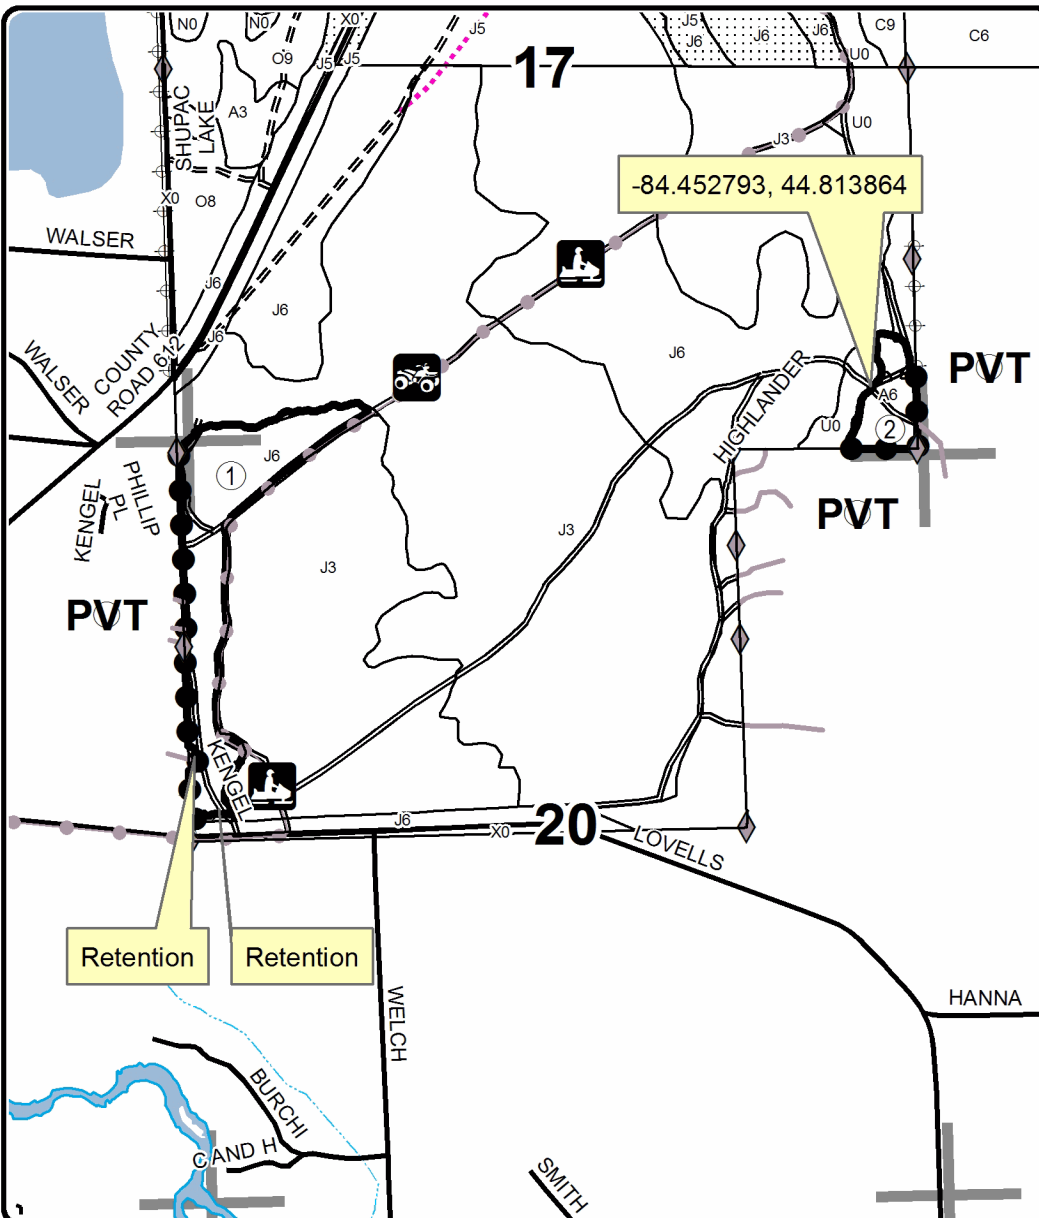 N0
N0
X0
J5
J5
J6
J6
J6
C9
C6
O9
J5
J5
17
U0
A3
SHUPAC
LAKE
U0
J3
-84.452793, 44.813864
X0
O8
WALSER
J6
J6
J6
J6
WALSER
COUNTY
ROAD 612
PVT
HIGHLANDER
A6
U0
2
J6
1
KENGEL
PL
PHILLIP
PVT
J3
J3
PVT
KENGEL
J6
X0
20
LOVELLS
Retention
Retention
WELCH
HANNA
BURCHI
C AND H
SMITH